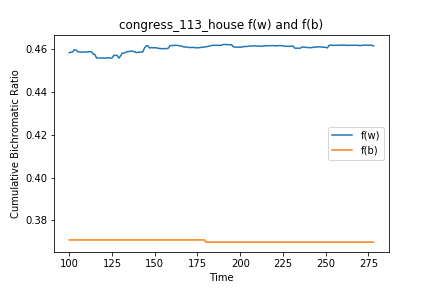 congress_113_house f(w) and f(b)
Cumulative Bichromatic Ratio
0.46
0.44
0.42
0.40
0.38
f(w)
f(b)
100 125 150 175 200 225 250 275
Time